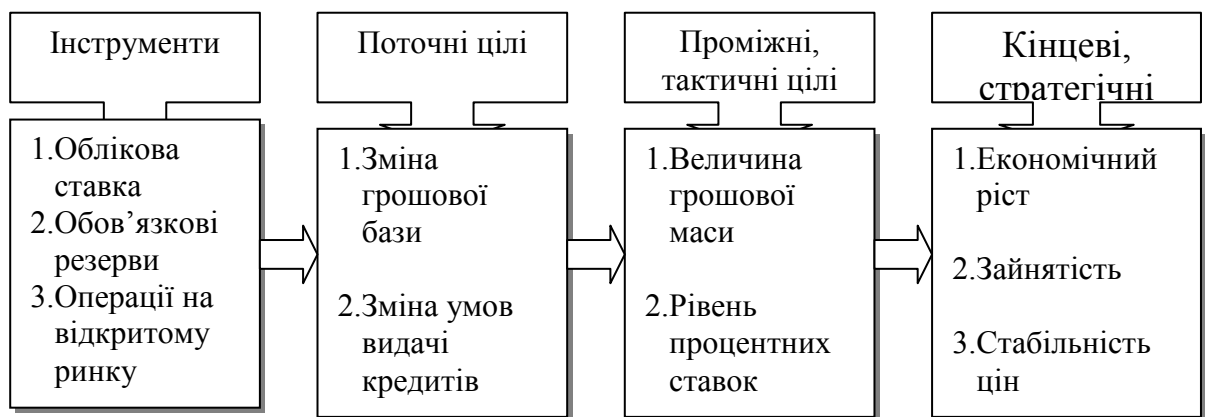 Інструменти
1.Облікова
ставка
2.Обов’язкові
резерви
3.Операції на
відкритому
ринку
Поточні цілі
1.Зміна
грошової
бази
2.Зміна умов
видачі
кредитів
Проміжні,
тактичні цілі
1.Величина
грошової
маси
2.Рівень
процентних
ставок
Кінцеві,
стратегічні
1.Економічний
ріст
2.Зайнятість
3.Стабільність
цін